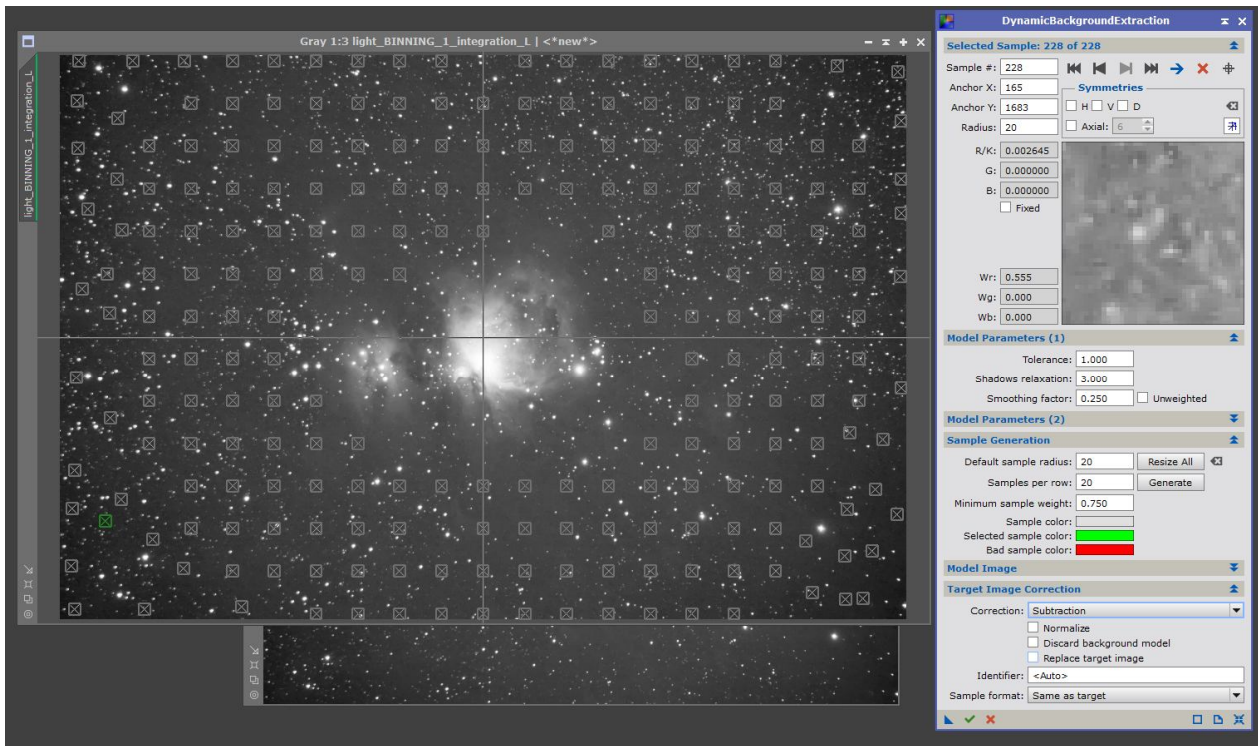 Gray 1:3 light_BINNING_1_integration_L | <*new*>
light_BINNING_1_integration_L
DynamicBackgroundExtraction
Selected Sample: 228 of 228
Sample #: 228
Anchor X: 165
Symmetries
Anchor Y: 1683
H V D
Radius: 20
Axial: 6
R/K: 0.002645
G: 0.000000
B: 0.000000
Fixed
Wr: 0.555
Wg: 0.000
Wb: 0.000
Model Parameters (1)
Tolerance: 1.000
Shadows relaxation: 3.000
Smoothing factor: 0.250 Unweighted
Model Parameters (2)
Sample Generation
Default sample radius: 20 Resize All
Samples per row: 20 Generate
Minimum sample weight: 0.750
Sample color:
Selected sample color:
Bad sample color:
Model Image
Target Image Correction
Correction: Subtraction
Normalize
Discard background model
Replace target image
Identifier: <Auto>
Sample format: Same as target